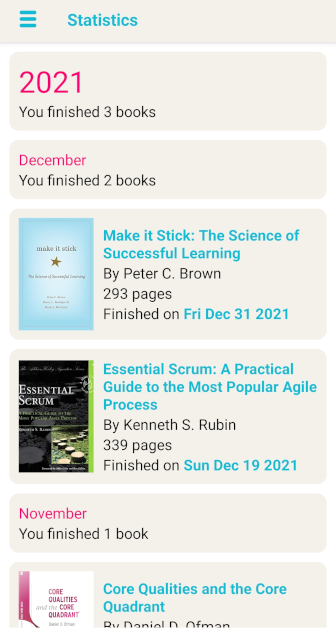 Statistics
2021
You finished 3 books
December
You finished 2 books
make it stick
The Science of Successful Learning
Make it Stick: The Science of
Successful Learning
By Peter C. Brown
293 pages
Finished on Fri Dec 31 2021
ESSENTIAL
SCRUM
KENNETH S. RUBIN
Essential Scrum: A Practical
Guide to the Most Popular Agile
Process
By Kenneth S. Rubin
339 pages
Finished on Sun Dec 19 2021
November
You finished 1 book
CORE
QUALITIES
and the CORE
QUADRANT
Daniel D. Ofman
Core Qualities and the Core
Quadrant
By Daniel D. Ofman